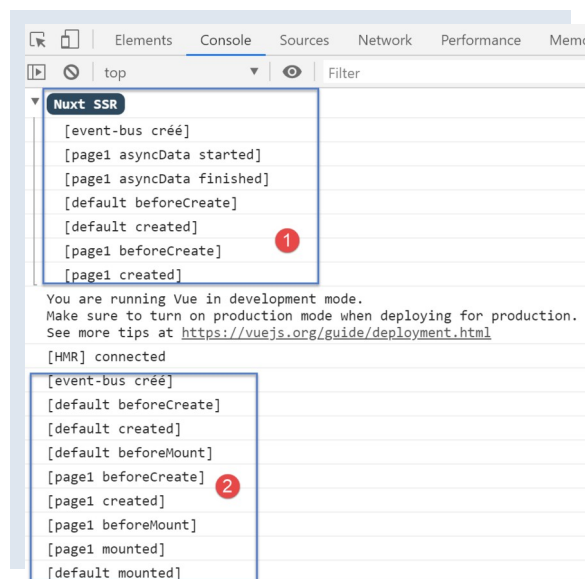 Elements Console Sources Network Performance
top Filter
Nuxt SSR
[event-bus créé]
[page1 asyncData started]
[page1 asyncData finished]
[default beforeCreate]
[default created]
[page1 beforeCreate]
1
[page1 created]
You are running Vue in development mode.
Make sure to turn on production mode when deploying for production.
See more tips at https://vuejs.org/guide/deployment.html
[HMR] connected
[event-bus créé]
[default beforeCreate]
[default created]
[default beforeMount]
[page1 beforeCreate]
2
[page1 created]
[page1 beforeMount]
[page1 mounted]
[default mounted]